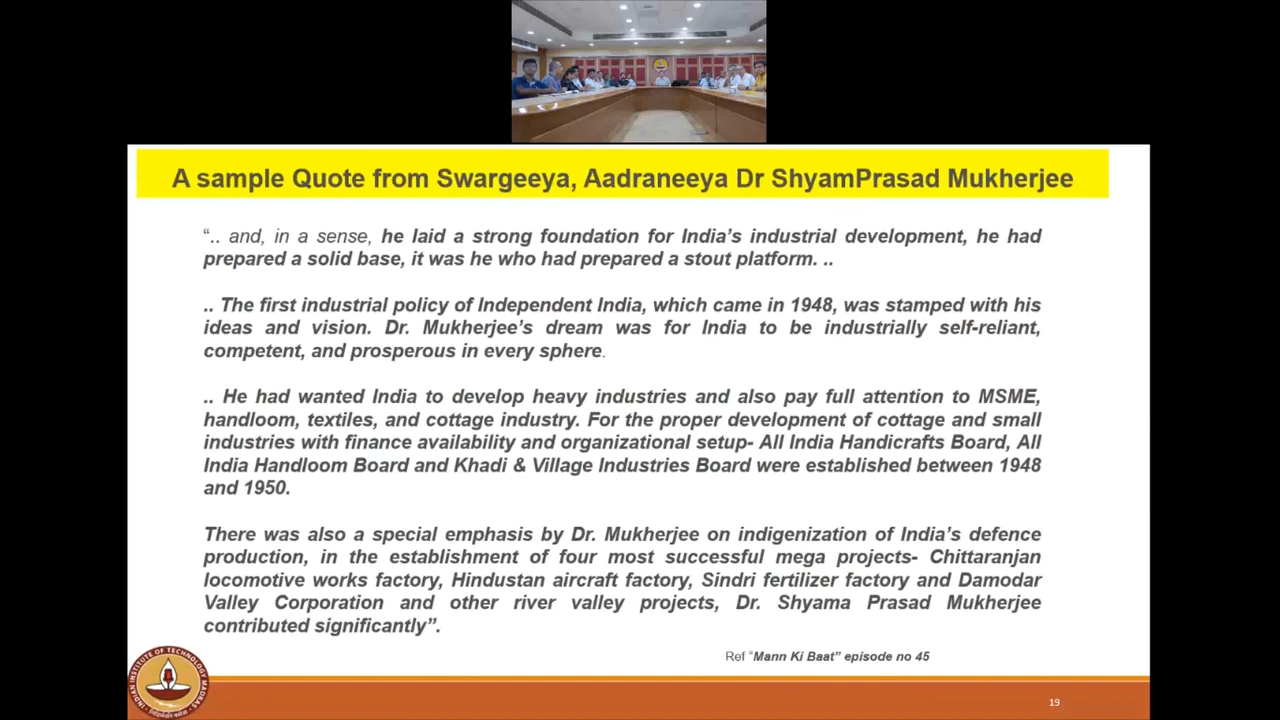 A sample Quote from Swargeeya, Aadraneeya Dr ShyamPrasad Mukherjee
“.. and, in a sense, he laid a strong foundation for India’s industrial development, he had
prepared a solid base, it was he who had prepared a stout platform. ..
.. The first industrial policy of Independent India, which came in 1948, was stamped with his
ideas and vision. Dr. Mukherjee’s dream was for India to be industrially self-reliant,
competent, and prosperous in every sphere.
.. He had wanted India to develop heavy industries and also pay full attention to MSME,
handloom, textiles, and cottage industry. For the proper development of cottage and small
industries with finance availability and organizational setup- All India Handicrafts Board, All
India Handloom Board and Khadi & Village Industries Board were established between 1948
and 1950.
There was also a special emphasis by Dr. Mukherjee on indigenization of India’s defence
production, in the establishment of four most successful mega projects- Chittaranjan
locomotive works factory, Hindustan aircraft factory, Sindri fertilizer factory and Damodar
Valley Corporation and other river valley projects, Dr. Shyama Prasad Mukherjee
contributed significantly”.
Ref “Mann Ki Baat” episode no 45
INDIAN INSTITUTE OF TECHNOLOGY MADRAS
19